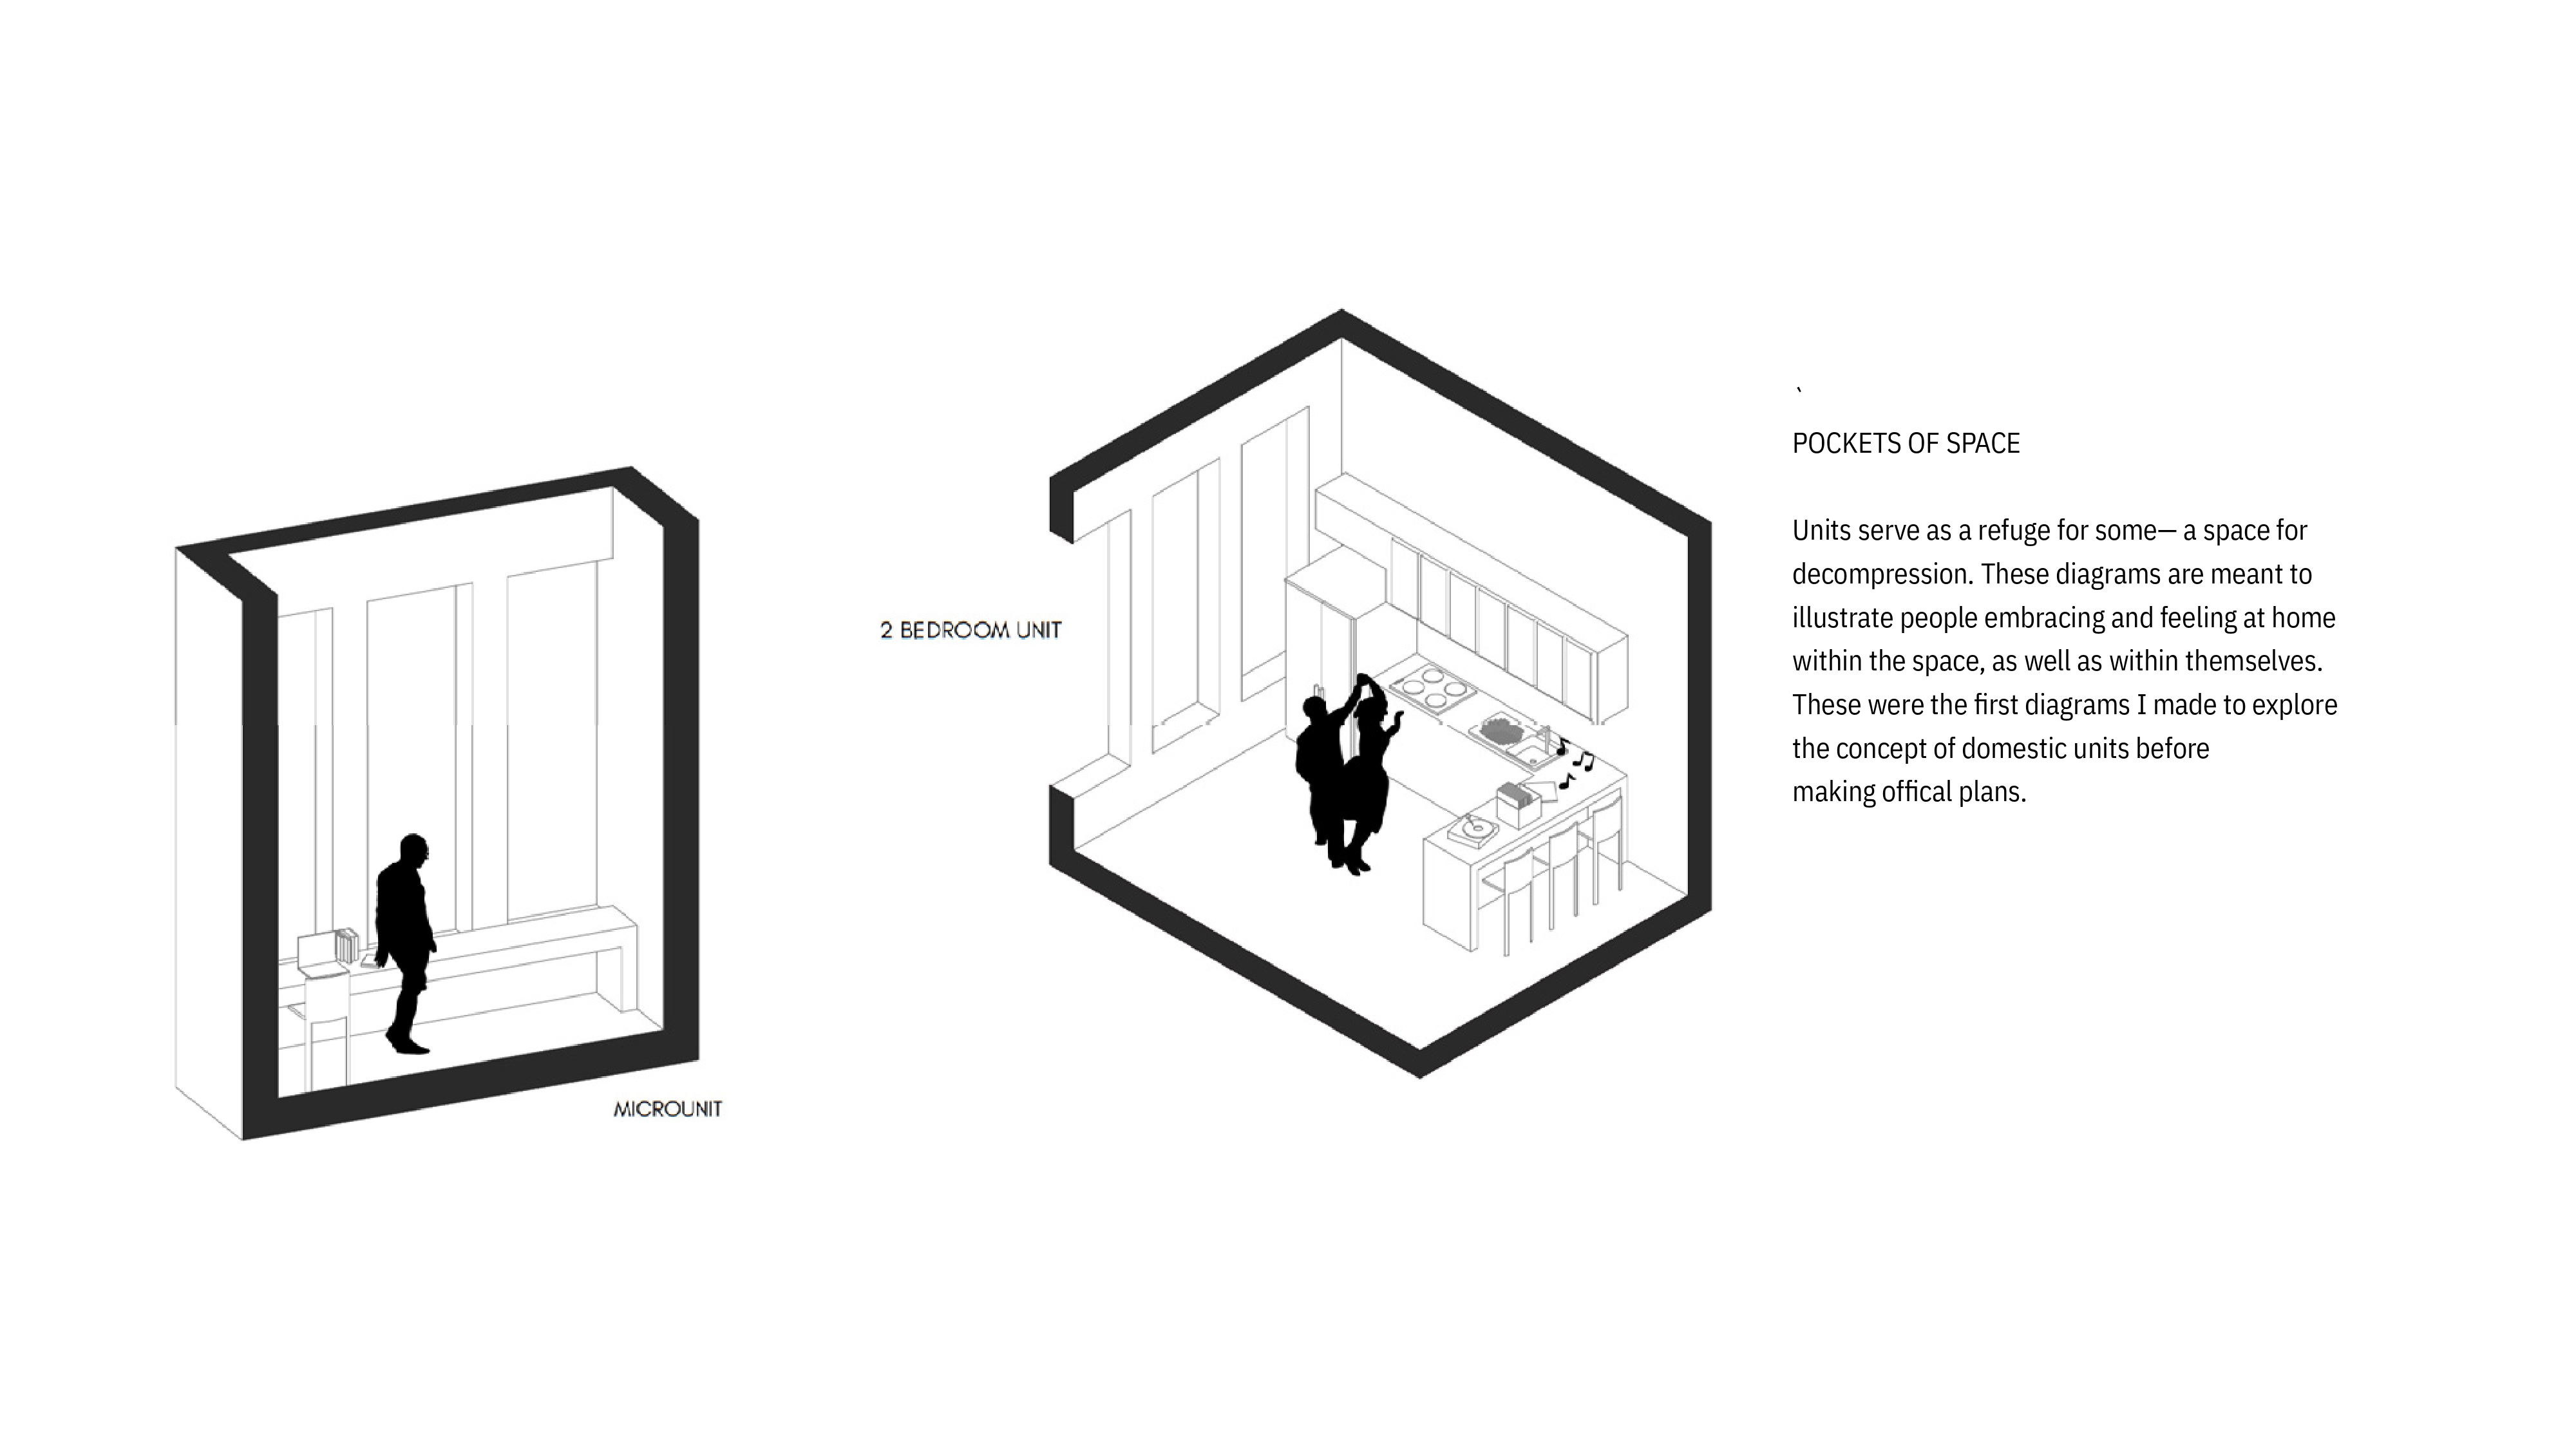 `
POCKETS OF SPACE
Units serve as a refuge for some— a space for
decompression. These diagrams are meant to
illustrate people embracing and feeling at home
within the space, as well as within themselves.
These were the first diagrams I made to explore
the concept of domestic units before
making offical plans.
2 BEDROOM UNIT
MICROUNIT